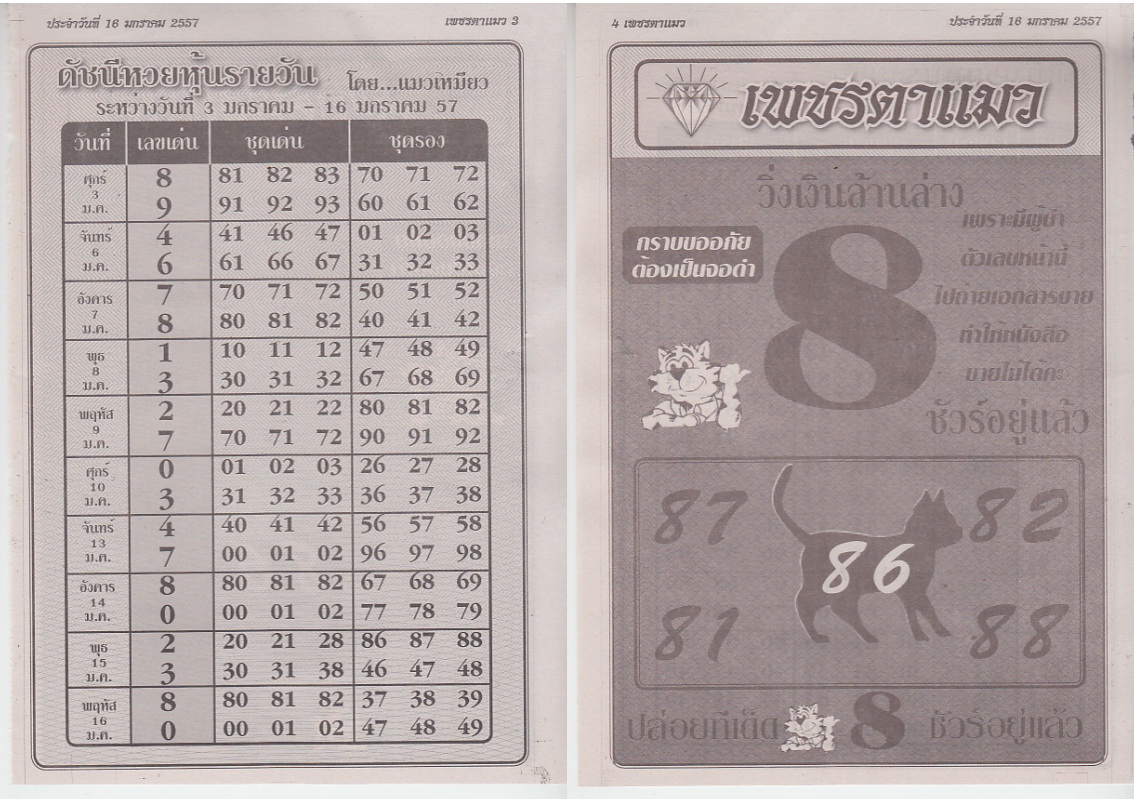 ประจำวันที่ 16 มกราคม 2557
เพชรตาแมว 3
ดัชนีหวยหุ้นรายวัน
โดย...แมวเหมียว
ระหว่างวันที่ 3 มกราคม - 16 มกราคม 57
วันที่ เลขเด่น ชุดเด่น ชุดรอง
ศุกร์ 3 ม.ค.
8 81 82 83 70 71 72
9 91 92 93 60 61 62
จันทร์ 6 ม.ค.
4 41 46 47 01 02 03
6 61 66 67 31 32 33
อังคาร 7 ม.ค.
7 70 71 72 50 51 52
8 80 81 82 40 41 42
พุธ 8 ม.ค.
1 10 11 12 47 48 49
3 30 31 32 67 68 69
พฤหัส 9 ม.ค.
2 20 21 22 80 81 82
7 70 71 72 90 91 92
ศุกร์ 10 ม.ค.
0 01 02 03 26 27 28
3 31 32 33 36 37 38
จันทร์ 13 ม.ค.
4 40 41 42 56 57 58
7 00 01 02 96 97 98
อังคาร 14 ม.ค.
8 80 81 82 67 68 69
0 00 01 02 77 78 79
พุธ 15 ม.ค.
2 20 21 28 86 87 88
3 30 31 38 46 47 48
พฤหัส 16 ม.ค.
8 80 81 82 37 38 39
0 00 01 02 47 48 49
4 เพชรตาแมว
ประจำวันที่ 16 มกราคม 2557
เพชรตาแมว
วิ่งเงินล้านล่าง
กราบขออภัย
ต้องเป็นจอดำ
8
เพราะมีผู้นำ
ตัวเลขหน้านี้
ไปถ่ายเอกสารขาย
ทำให้หนังสือ
ขายไม่ได้คะ
ชัวร์อยู่แล้ว
87 82
86
81 88
ปล่อยทีเด็ด 8 ชัวร์อยู่แล้ว